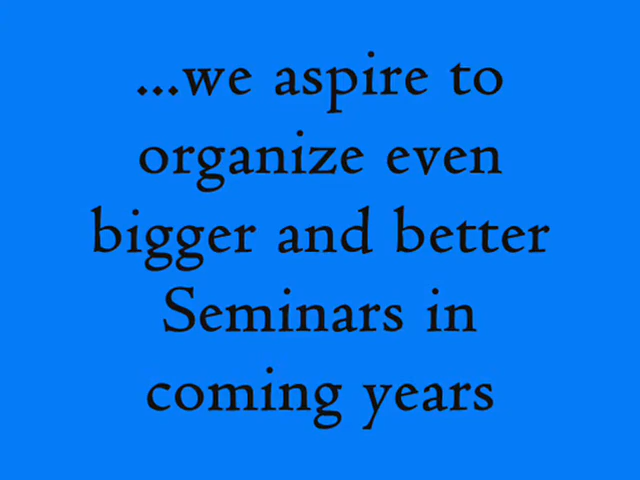 ...we aspire to
organize even
bigger and better
Seminars in
coming years